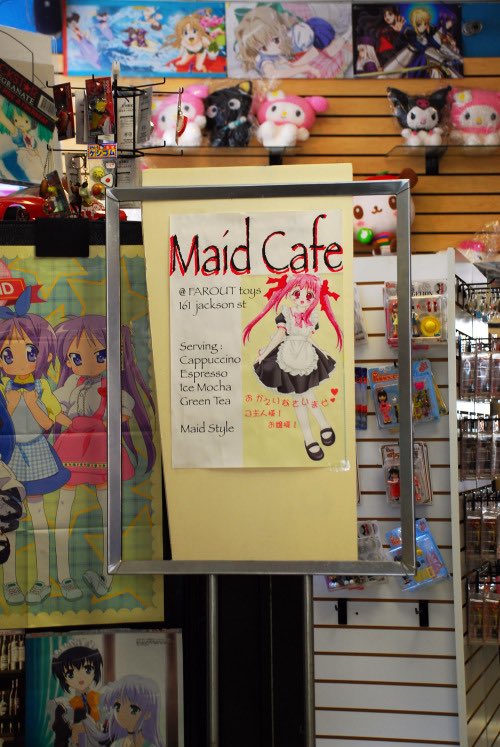 Maid Cafe
@ FAROUT toys
161 jackson st
Serving :
Cappuccino
Espresso
Ice Mocha
Green Tea
Maid Style
おかえりなさいませ
ご主人様！
お嬢様！